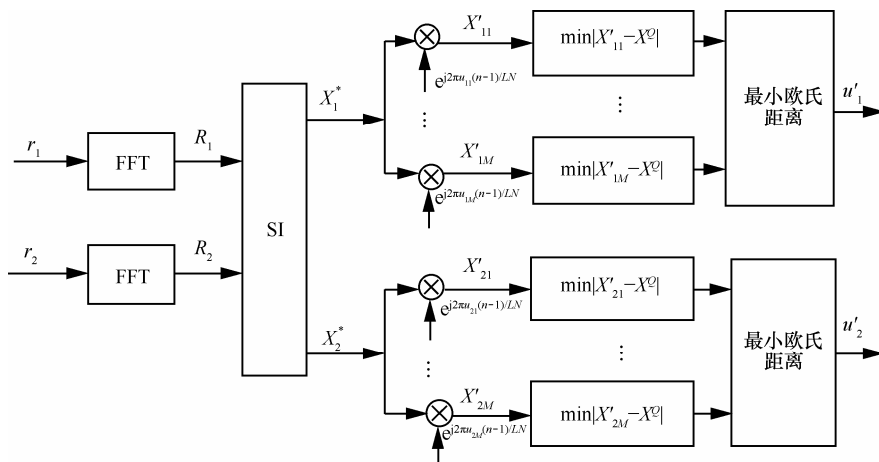 r₁
FFT
R₁
r₂
FFT
R₂
SI
X₁*
X′₁₁
e^{j2πu₁₁(n−1)/LN}
min|X′₁₁−X^Q|
⋮
⋮
X′₁M
e^{j2πu₁M(n−1)/LN}
min|X′₁M−X^Q|
最小欧氏
距离
u′₁
X₂*
X′₂₁
e^{j2πu₂₁(n−1)/LN}
min|X′₂₁−X^Q|
⋮
⋮
X′₂M
e^{j2πu₂M(n−1)/LN}
min|X′₂M−X^Q|
最小欧氏
距离
u′₂